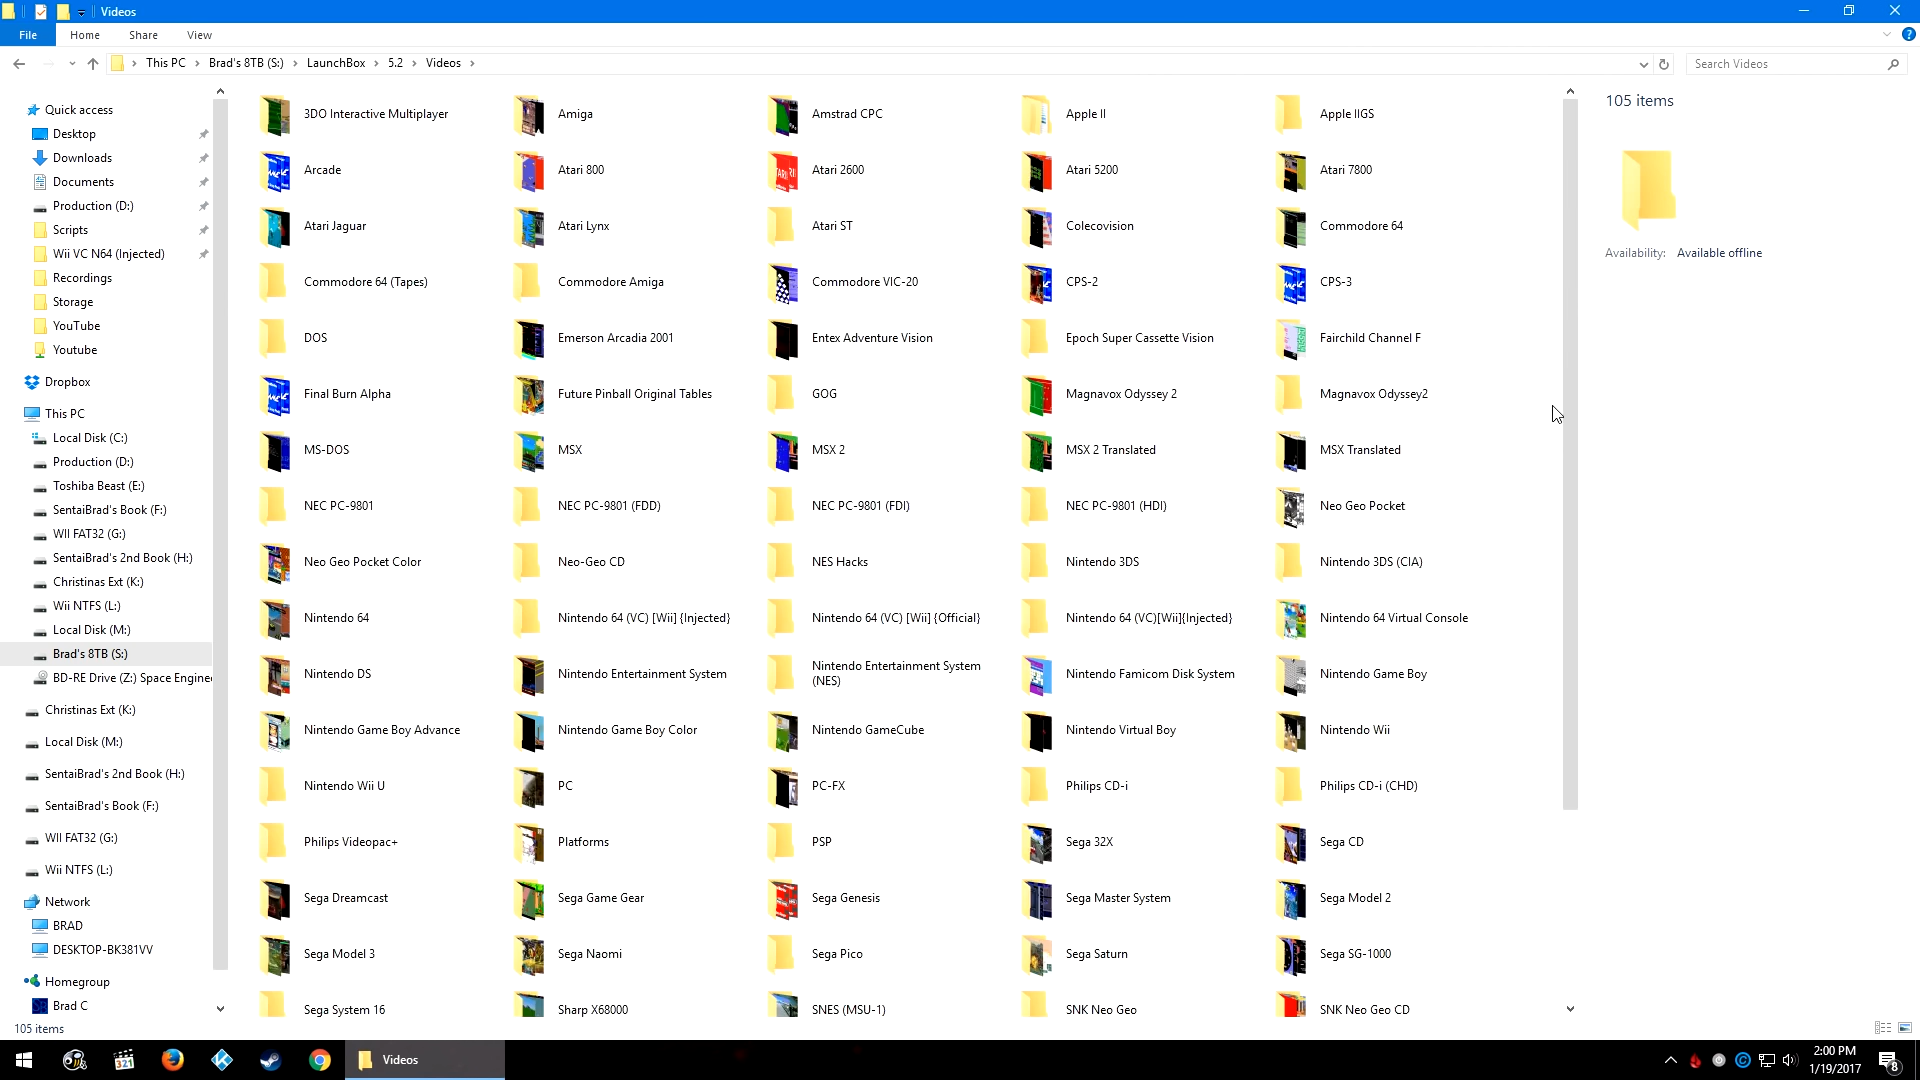 Videos
File Home Share View
This PC Brad's 8TB (S:) LaunchBox 5.2 Videos
Search Videos
Quick access
Desktop
Downloads
Documents
Production (D:)
Scripts
Wii VC N64 (Injected)
Recordings
Storage
YouTube
Youtube
Dropbox
This PC
Local Disk (C:)
Production (D:)
Toshiba Beast (E:)
SentaiBrad's Book (F:)
WII FAT32 (G:)
SentaiBrad's 2nd Book (H:)
Christinas Ext (K:)
Wii NTFS (L:)
Local Disk (M:)
Brad's 8TB (S:)
BD-RE Drive (Z:) Space Enginee
Christinas Ext (K:)
Local Disk (M:)
SentaiBrad's 2nd Book (H:)
SentaiBrad's Book (F:)
WII FAT32 (G:)
Wii NTFS (L:)
Network
BRAD
DESKTOP-BK381VV
Homegroup
Brad C
3DO Interactive Multiplayer Amiga Amstrad CPC Apple II Apple IIGS
Arcade Atari 800 Atari 2600 Atari 5200 Atari 7800
Atari Jaguar Atari Lynx Atari ST Colecovision Commodore 64
Commodore 64 (Tapes) Commodore Amiga Commodore VIC-20 CPS-2 CPS-3
DOS Emerson Arcadia 2001 Entex Adventure Vision Epoch Super Cassette Vision Fairchild Channel F
Final Burn Alpha Future Pinball Original Tables GOG Magnavox Odyssey 2 Magnavox Odyssey2
MS-DOS MSX MSX 2 MSX 2 Translated MSX Translated
NEC PC-9801 NEC PC-9801 (FDD) NEC PC-9801 (FDI) NEC PC-9801 (HDI) Neo Geo Pocket
Neo Geo Pocket Color Neo-Geo CD NES Hacks Nintendo 3DS Nintendo 3DS (CIA)
Nintendo 64 Nintendo 64 (VC) [Wii] {Injected} Nintendo 64 (VC) [Wii] {Official} Nintendo 64 (VC)[Wii]{Injected} Nintendo 64 Virtual Console
Nintendo DS Nintendo Entertainment System Nintendo Entertainment System (NES) Nintendo Famicom Disk System Nintendo Game Boy
Nintendo Game Boy Advance Nintendo Game Boy Color Nintendo GameCube Nintendo Virtual Boy Nintendo Wii
Nintendo Wii U PC PC-FX Philips CD-i Philips CD-i (CHD)
Philips Videopac+ Platforms PSP Sega 32X Sega CD
Sega Dreamcast Sega Game Gear Sega Genesis Sega Master System Sega Model 2
Sega Model 3 Sega Naomi Sega Pico Sega Saturn Sega SG-1000
Sega System 16 Sharp X68000 SNES (MSU-1) SNK Neo Geo SNK Neo Geo CD
105 items
Availability: Available offline
105 items
321
Videos
2:00 PM
1/19/2017
8